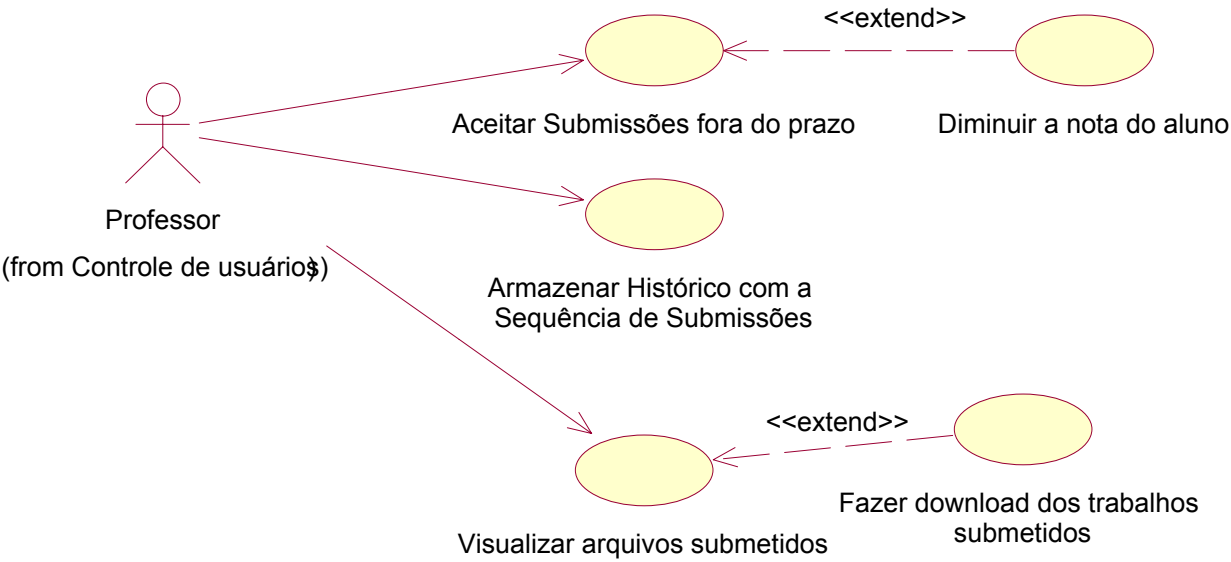 <<extend>>
Aceitar Submissões fora do prazo
Diminuir a nota do aluno
Professor
(from Controle de usuários)
Armazenar Histórico com a
Sequência de Submissões
<<extend>>
Fazer download dos trabalhos
submetidos
Visualizar arquivos submetidos